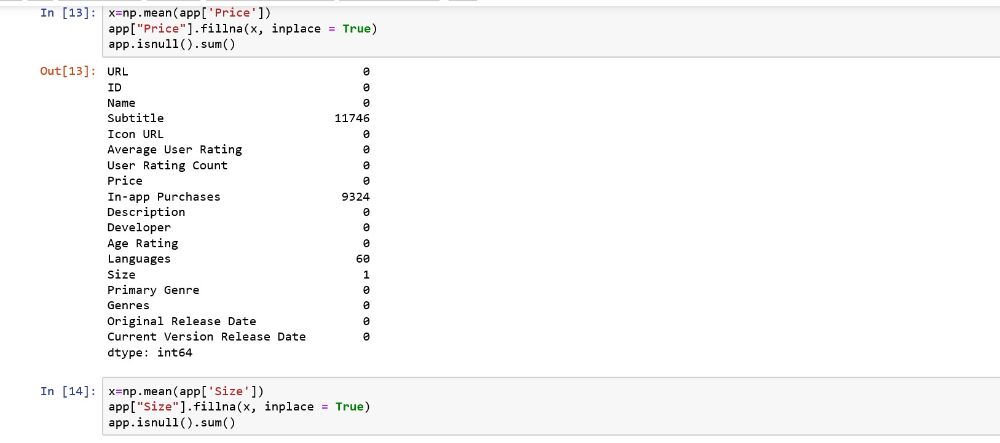 In [13]: x=np.mean(app['Price'])
app["Price"].fillna(x, inplace = True)
app.isnull().sum()
Out[13]: URL 0
ID 0
Name 0
Subtitle 11746
Icon URL 0
Average User Rating 0
User Rating Count 0
Price 0
In-app Purchases 9324
Description 0
Developer 0
Age Rating 0
Languages 60
Size 1
Primary Genre 0
Genres 0
Original Release Date 0
Current Version Release Date 0
dtype: int64
In [14]: x=np.mean(app['Size'])
app["Size"].fillna(x, inplace = True)
app.isnull().sum()